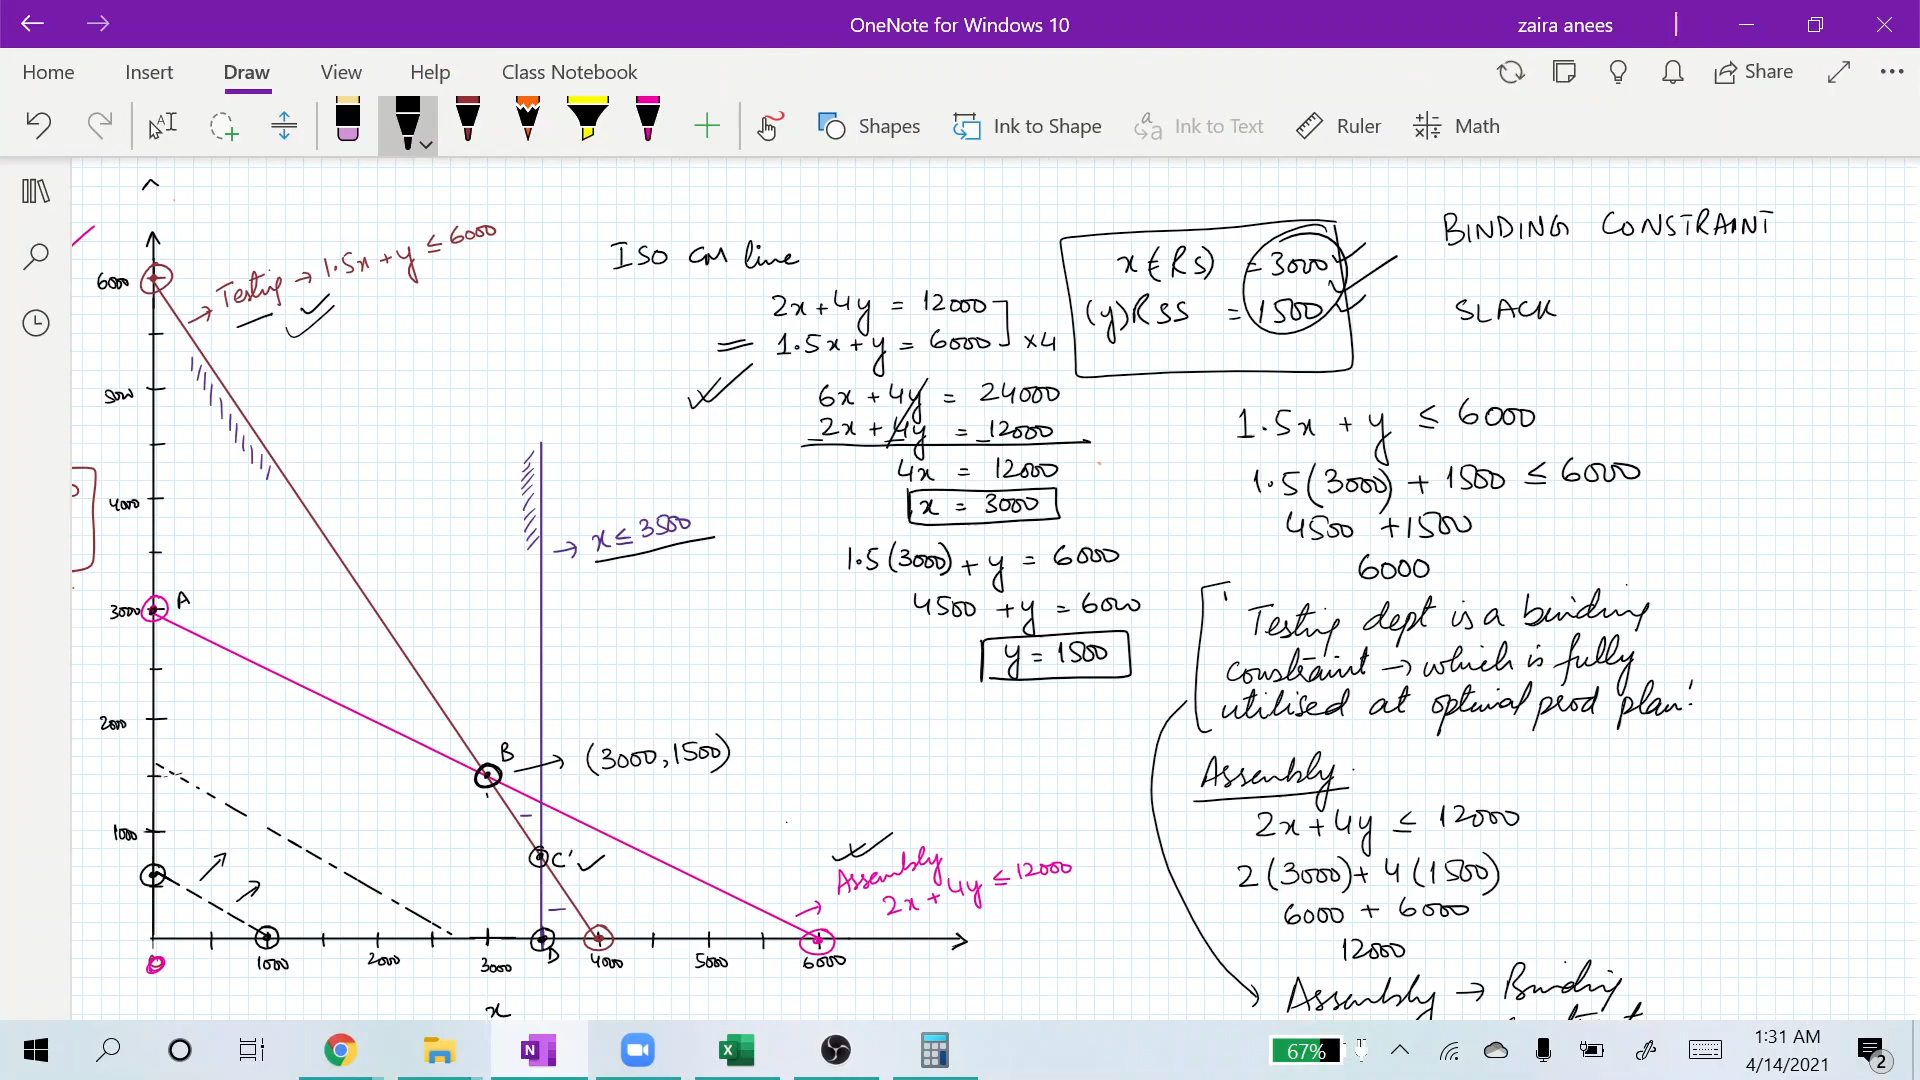 OneNote for Windows 10
zaira anees
Home Insert Draw View Help Class Notebook
Share
Shapes Ink to Shape Ink to Text Ruler Math
6000
Testing → 1.5x + y ≤ 6000
5000
4000
3000
A
2000
1000
x ≤ 3500
B
(3000, 1500)
C'
D
0 1000 2000 3000 4000 5000 6000
x
Assembly
2x + 4y ≤ 12000
ISO CM line
2x + 4y = 12000
1.5x + y = 6000 ×4
6x + 4y = 24000
2x + 4y = 12000
4x = 12000
x = 3000
1.5(3000) + y = 6000
4500 + y = 6000
y = 1500
x (RS) = 3000
(y) RSS = 1500
BINDING CONSTRAINT
SLACK
1.5x + y ≤ 6000
1.5(3000) + 1500 ≤ 6000
4500 + 1500
6000
Testing dept is a binding
constraint → which is fully
utilised at optimal prod plan!
Assembly
2x + 4y ≤ 12000
2(3000) + 4(1500)
6000 + 6000
12000
Assembly → Binding
67%
1:31 AM
4/14/2021
2